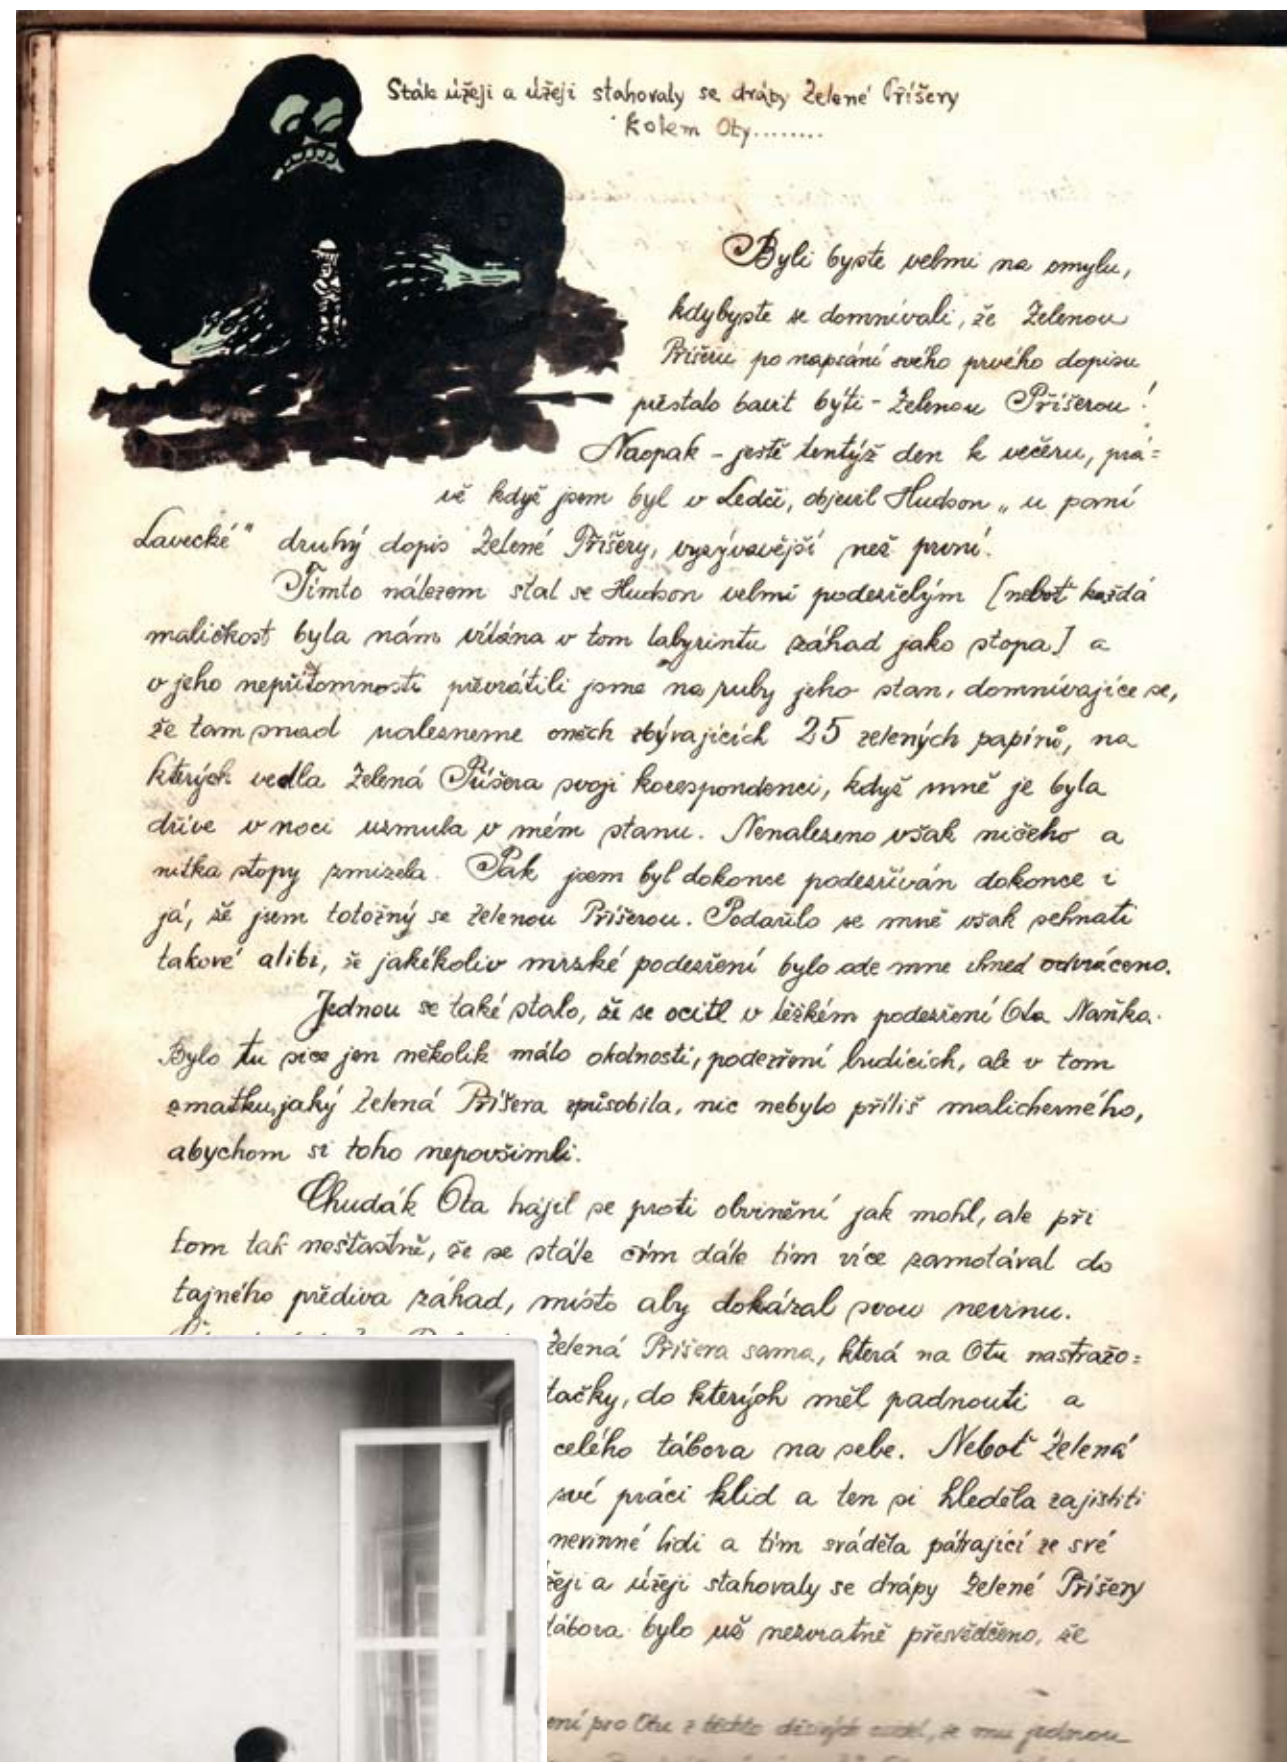 Stále úžeji a úžeji stahovaly se drápy Zelené Příšery
kolem Oty........
Byli byste velmi na omylu,
kdybyste se domnívali, že Zelenou
Příšeru po napsání svého prvého dopisu
přestalo bavit býti - Zelenou Příšerou!
Naopak - ještě tentýž den k večeru, prá=
vě když jsem byl v Ledči, objevil Hudson „u paní
Lavecké" druhý dopis Zelené Příšery, vyzývavější než první.
Tímto nálezem stal se Hudson velmi podezřelým [neboť každá
maličkost byla nám vítána v tom labyrintu záhad jako stopa] a
v jeho nepřítomnosti převrátili jsme na ruby jeho stan, domnívajíce se,
že tam snad nalezneme oněch zbývajících 25 zelených papírů, na
kterých vedla Zelená Příšera svoji korespondenci, když mně je byla
dříve v noci uzmula v mém stanu. Nenalezeno však ničeho a
nitka stopy zmizela. Pak jsem byl dokonce podezříván dokonce i
já, že jsem totožný se Zelenou Příšerou. Podařilo se mně však sehnati
takové alibi, že jakékoliv mrzké podezření bylo ode mne ihned odvráceno.
Jednou se také stalo, že se ocitl v těžkém podezření Ota Naňka.
Bylo tu sice jen několik málo okolností, podezření budících, ale v tom
zmatku, jaký Zelená Příšera způsobila, nic nebylo příliš malicherného,
abychom si toho nepovšimli.
Chudák Ota hájil se proti obvinění jak mohl, ale při
tom tak nešťastně, že se stále čím dále tím více zamotával do
tajného přediva záhad, místo aby dokázal svou nevinu.
Zelená Příšera sama, která na Otu nastražo=
tačky, do kterých měl padnouti a
celého tábora na sebe. Neboť Zelená
své práci klid a ten si hleděla zajistiti
nevinné lidi a tím sváděla pátrající ze své
žeji a úžeji stahovaly se drápy Zelené Příšery
tábora bylo už nezvratně přesvědčeno, že
ení pro Otu z těchto, že mu jednou